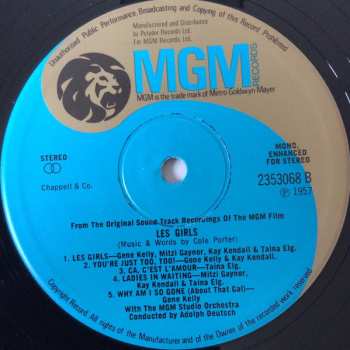 Unauthorised Public Performance, Broadcasting and Copying of this Record Prohibited
Manufactured and Distributed
by Polydor Records Ltd.
For MGM Records Ltd.
MGM
RECORDS
MGM is the trade mark of Metro Goldwyn Mayer
STEREO
MONO.
ENHANCED
FOR STEREO
Chappell & Co.
2353068 B
℗ 1957
From The Original Sound Track Recordings Of The MGM Film
LES GIRLS
(Music & Words by Cole Porter)
1. LES GIRLS—Gene Kelly, Mitzi Gaynor, Kay Kendall & Taina Elg.
2. YOU'RE JUST TOO, TOO!—Gene Kelly & Kay Kendall.
3. CA, C'EST L'AMOUR—Taina Elg.
4. LADIES IN WAITING—Mitzi Gaynor,
Kay Kendall & Taina Elg.
5. WHY AM I SO GONE (About That Gal)—
Gene Kelly
With The MGM Studio Orchestra
Conducted by Adolph Deutsch
Copyright Record All rights of the Manufacturer and of the Owner of the recorded work reserved